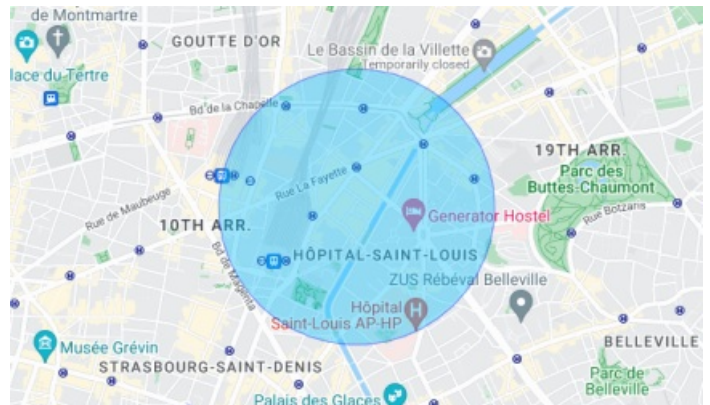 de Montmartre
GOUTTE D'OR
Le Bassin de la Villette
Temporarily closed
lace du Tertre
Bd de la Chapelle
19TH ARR.
Parc des
Buttes-Chaumont
Rue La Fayette
Rue de Maubeuge
Generator Hostel
Rue Botzaris
10TH ARR.
Bd de Magenta
HÔPITAL-SAINT-LOUIS
ZUS Rébéval Belleville
Hôpital
Saint-Louis AP-HP
Musée Grévin
BELLEVILLE
STRASBOURG-SAINT-DENIS
Parc de
Belleville
Palais des Glaces